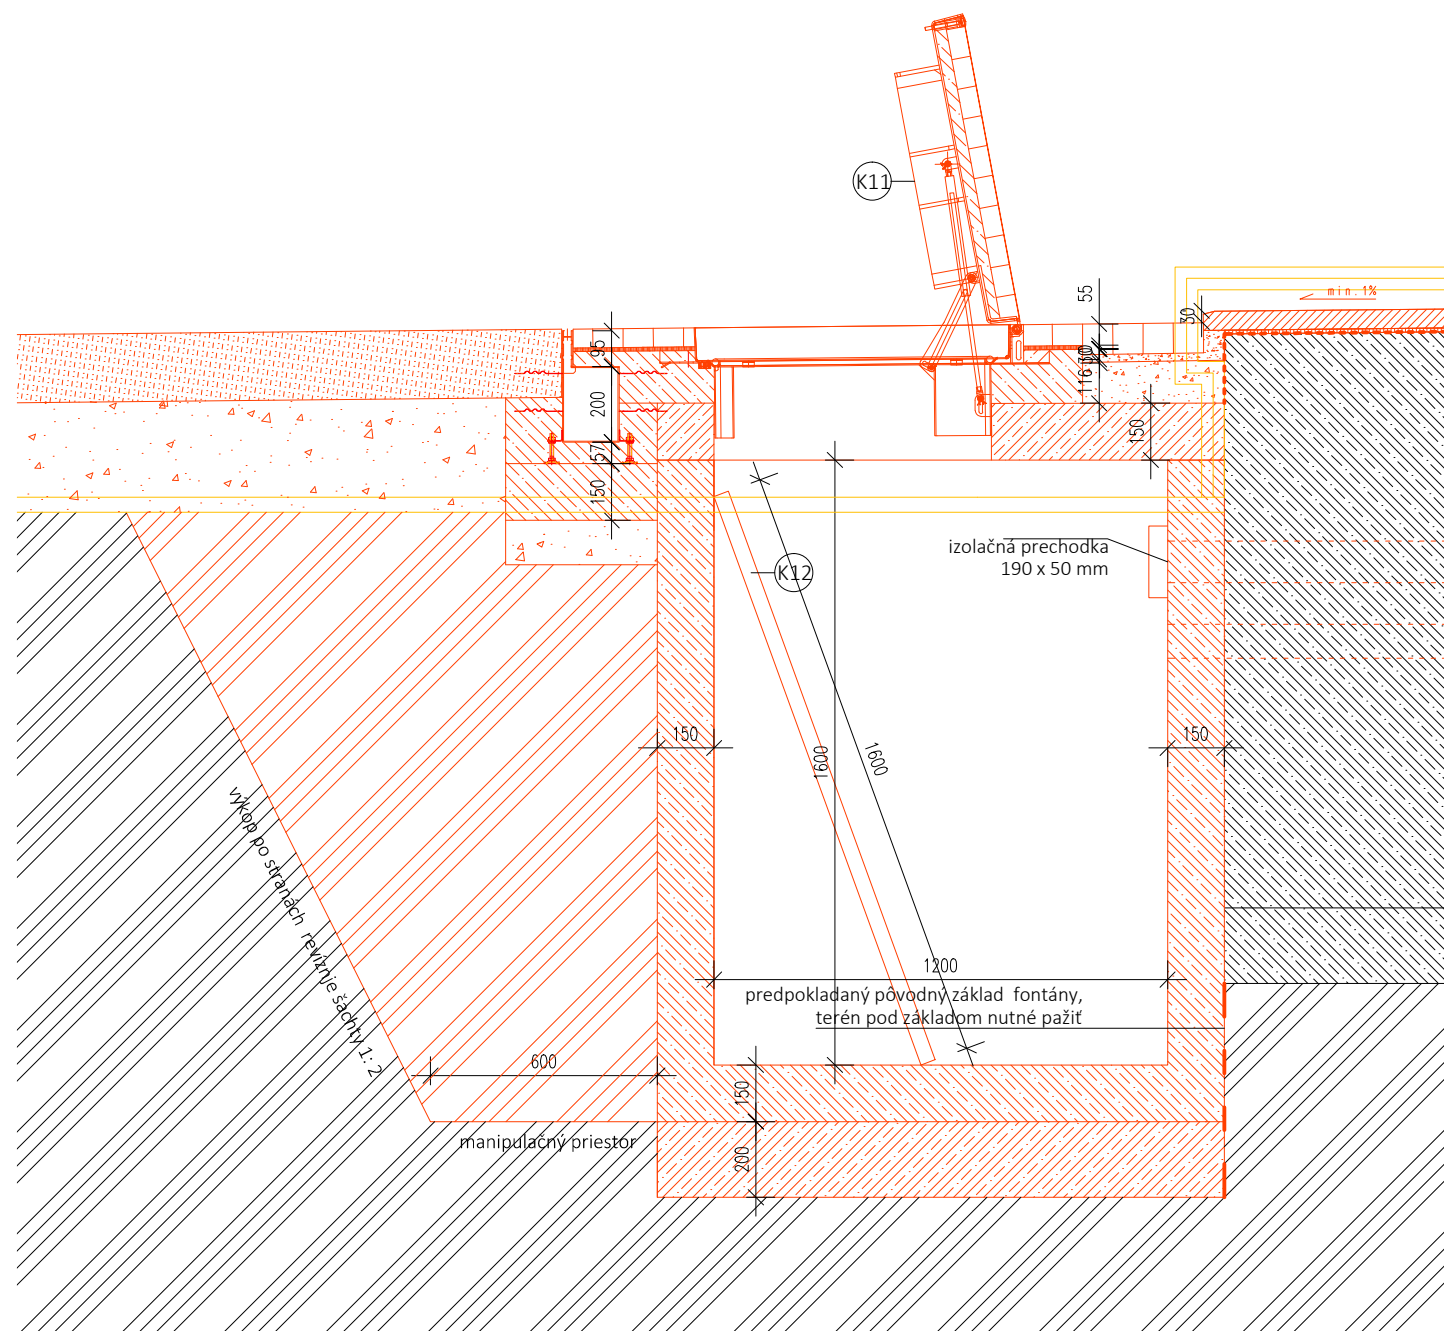 K11
55
min. 1%
30
95
200
116
150
57
150
izolačná prechodka
190 x 50 mm
K12
150
1600
1600
150
výkop po stranách revíznje šachty 1: 2
1200
predpokladaný pôvodný základ fontány,
terén pod základom nutné pažiť
600
150
manipulačný priestor
200